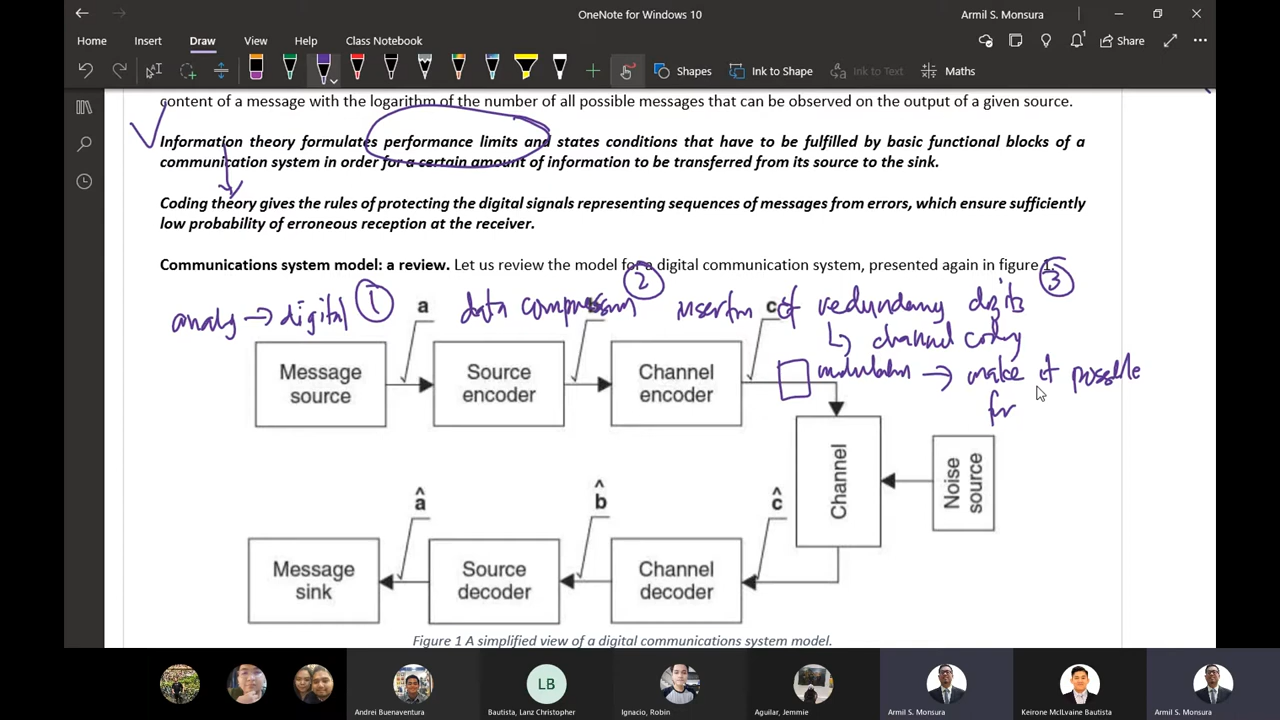 OneNote for Windows 10
Armil S. Monsura
Home Insert Draw View Help Class Notebook
Share
Shapes Ink to Shape Ink to Text Maths
content of a message with the logarithm of the number of all possible messages that can be observed on the output of a given source.
Information theory formulates performance limits and states conditions that have to be fulfilled by basic functional blocks of a
communication system in order for a certain amount of information to be transferred from its source to the sink.
Coding theory gives the rules of protecting the digital signals representing sequences of messages from errors, which ensure sufficiently
low probability of erroneous reception at the receiver.
Communications system model: a review. Let us review the model for a digital communication system, presented again in figure 1.
analog → digital ① data compression ② insertion of redundancy digits ③
a b c
↳ channel coding
modulation → make it possible
for
Message
source
Source
encoder
Channel
encoder
Channel
Noise
source
â b̂ ĉ
Message
sink
Source
decoder
Channel
decoder
Figure 1 A simplified view of a digital communications system model.
LB
Andrei Buenaventura
Bautista, Lanz Christopher
Ignacio, Robin
Aguilar, Jemmie
Armil S. Monsura
Keirone McIlvaine Bautista
Armil S. Monsura